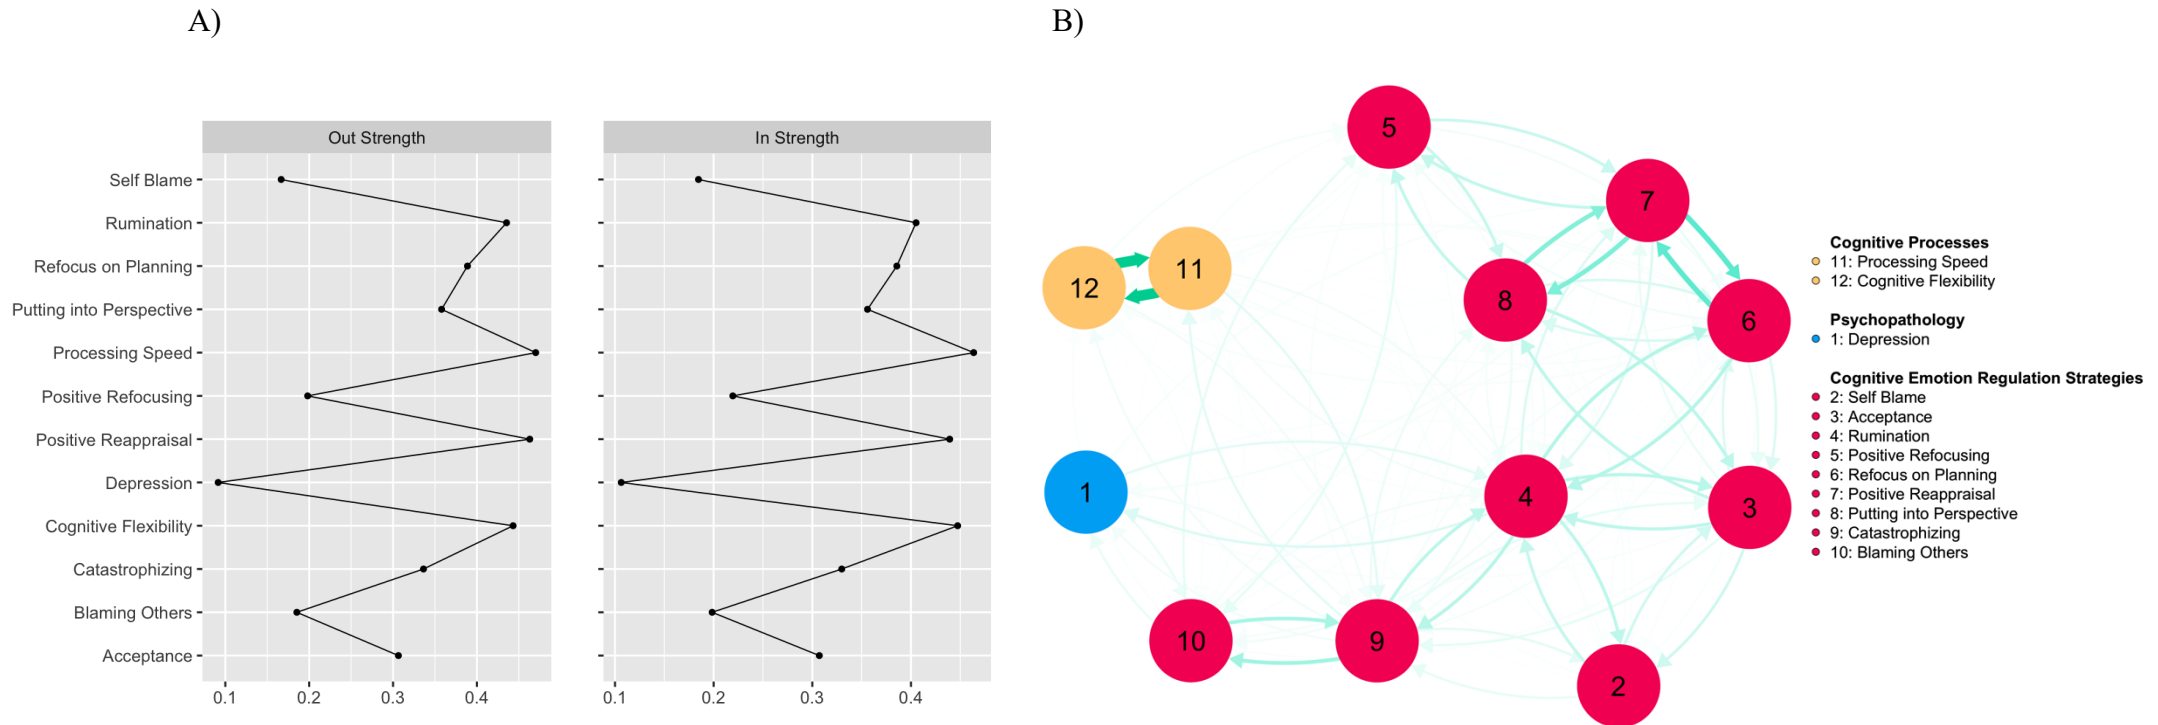 A)
B)
Out Strength
In Strength
Self Blame
Rumination
Refocus on Planning
Putting into Perspective
Processing Speed
Positive Refocusing
Positive Reappraisal
Depression
Cognitive Flexibility
Catastrophizing
Blaming Others
Acceptance
0.1 0.2 0.3 0.4
0.1 0.2 0.3 0.4
5
7
12
11
8
6
1
4
3
10
9
2
Cognitive Processes
11: Processing Speed
12: Cognitive Flexibility
Psychopathology
1: Depression
Cognitive Emotion Regulation Strategies
2: Self Blame
3: Acceptance
4: Rumination
5: Positive Refocusing
6: Refocus on Planning
7: Positive Reappraisal
8: Putting into Perspective
9: Catastrophizing
10: Blaming Others